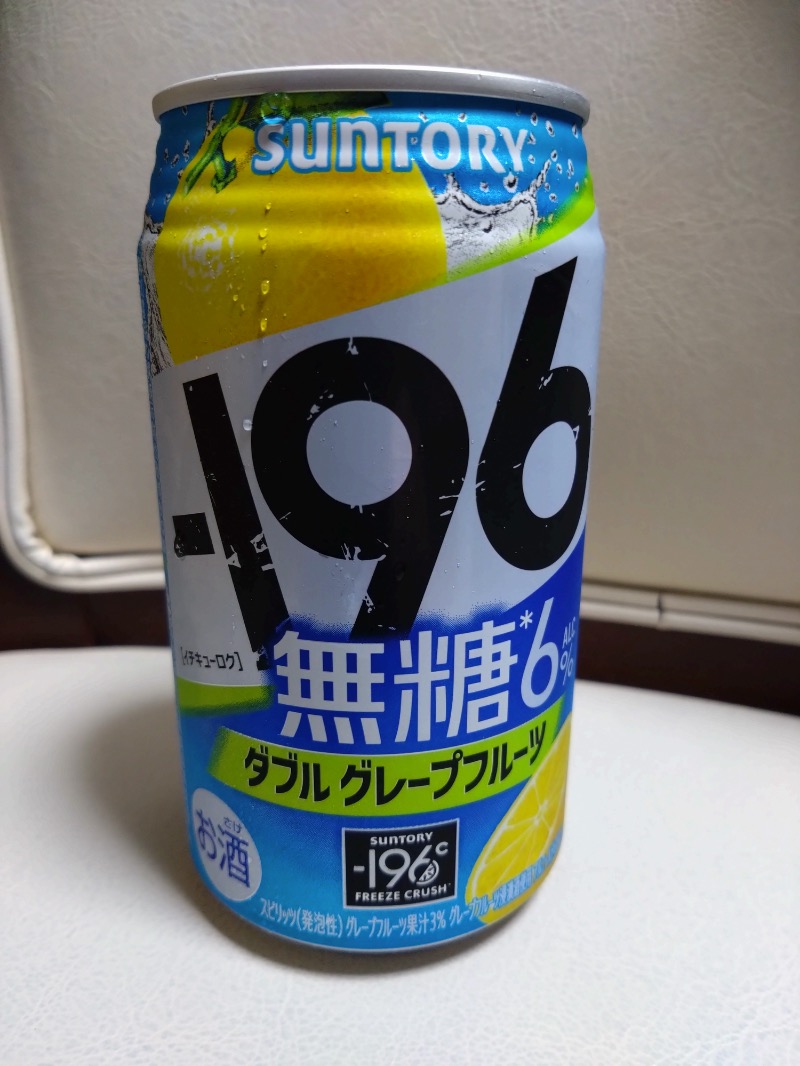 SUNTORY
-196
[イチキューロク]
無糖*6
ALC.
%
ダブル グレープフルーツ
さけ
お酒
SUNTORY
-196℃
FREEZE CRUSH
スピリッツ(発泡性) グレープフルーツ果汁3%